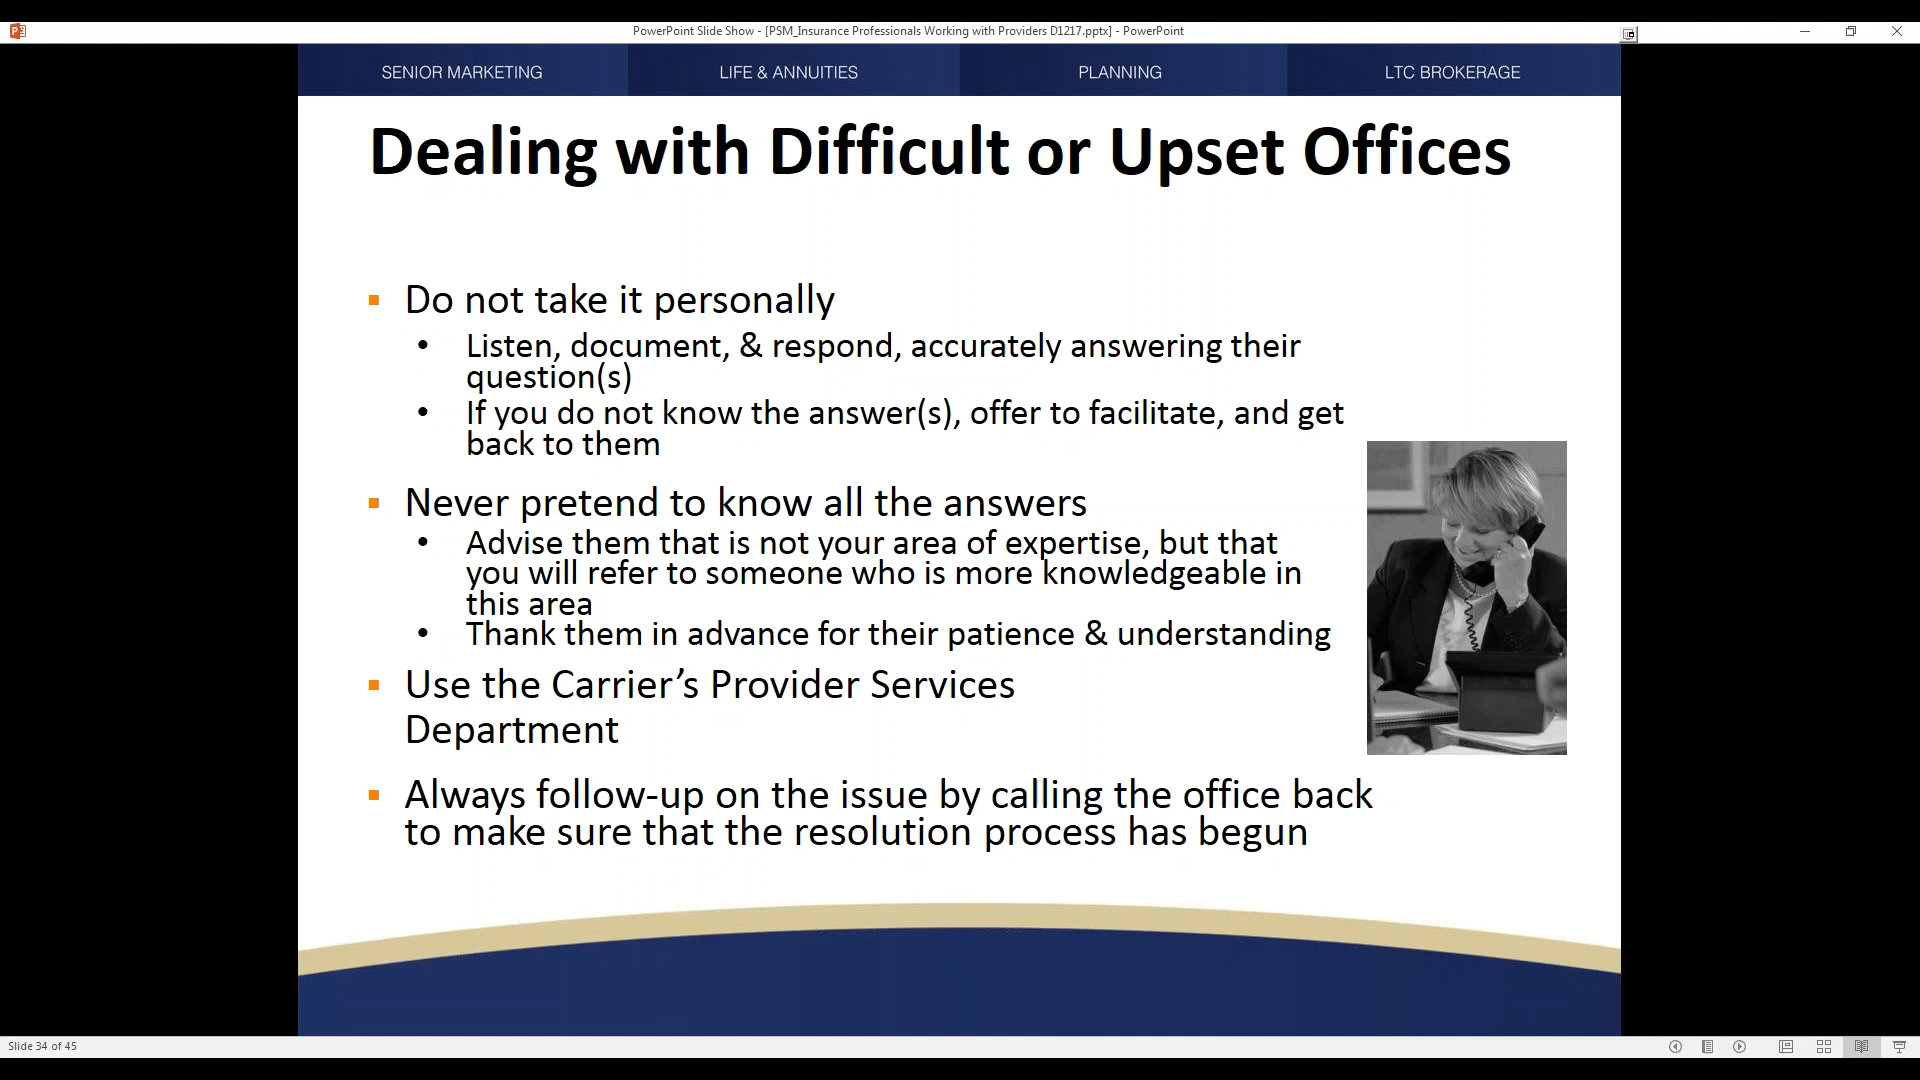 PowerPoint Slide Show - [PSM_Insurance Professionals Working with Providers D1217.pptx] - PowerPoint
SENIOR MARKETING LIFE & ANNUITIES PLANNING LTC BROKERAGE
Dealing with Difficult or Upset Offices
Do not take it personally
Listen, document, & respond, accurately answering their
question(s)
If you do not know the answer(s), offer to facilitate, and get
back to them
Never pretend to know all the answers
Advise them that is not your area of expertise, but that
you will refer to someone who is more knowledgeable in
this area
Thank them in advance for their patience & understanding
Use the Carrier’s Provider Services
Department
Always follow-up on the issue by calling the office back
to make sure that the resolution process has begun
Slide 34 of 45